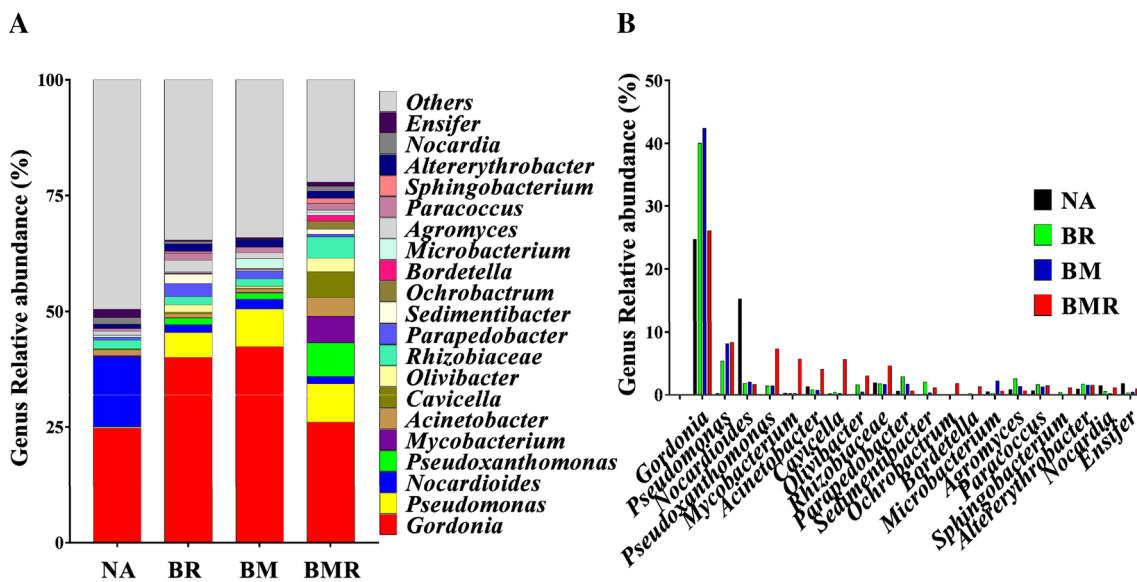 A
Genus Relative abundance (%)
100
75
50
25
0
NA
BR
BM
BMR
Others
Ensifer
Nocardia
Altererythrobacter
Sphingobacterium
Paracoccus
Agromyces
Microbacterium
Bordetella
Ochrobactrum
Sedimentibacter
Parapedobacter
Rhizobiaceae
Olivibacter
Cavicella
Acinetobacter
Mycobacterium
Pseudoxanthomonas
Nocardioides
Pseudomonas
Gordonia
B
Genus Relative abundance (%)
50
40
30
20
10
0
NA
BR
BM
BMR
Gordonia
Pseudomonas
Nocardioides
Pseudoxanthomonas
Mycobacterium
Acinetobacter
Cavicella
Olivibacter
Rhizobiaceae
Parapedobacter
Sedimentibacter
Ochrobactrum
Bordetella
Microbacterium
Agromyces
Paracoccus
Sphingobacterium
Altererythrobacter
Nocardia
Ensifer